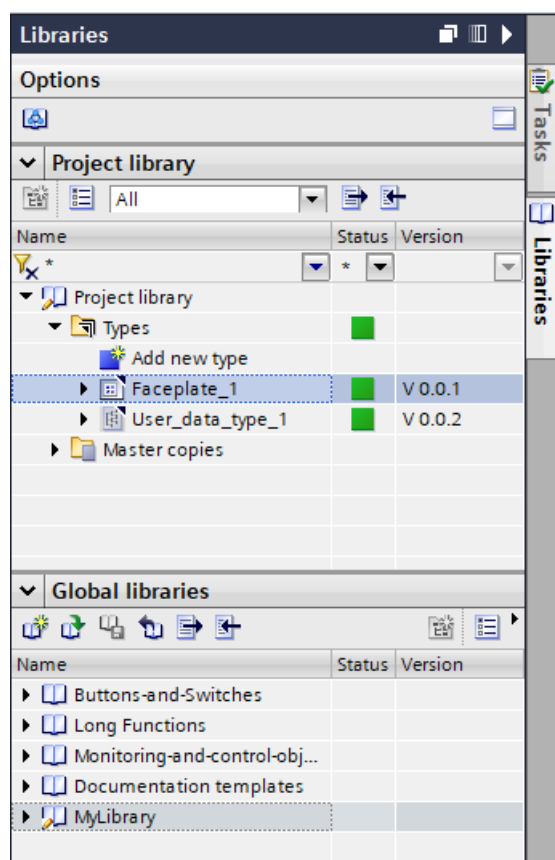 Libraries
Options
Project library
All
Name Status Version
* *
Project library
Types
Add new type
Faceplate_1 V 0.0.1
User_data_type_1 V 0.0.2
Master copies
Global libraries
Name Status Version
Buttons-and-Switches
Long Functions
Monitoring-and-control-obj...
Documentation templates
MyLibrary
Tasks
Libraries